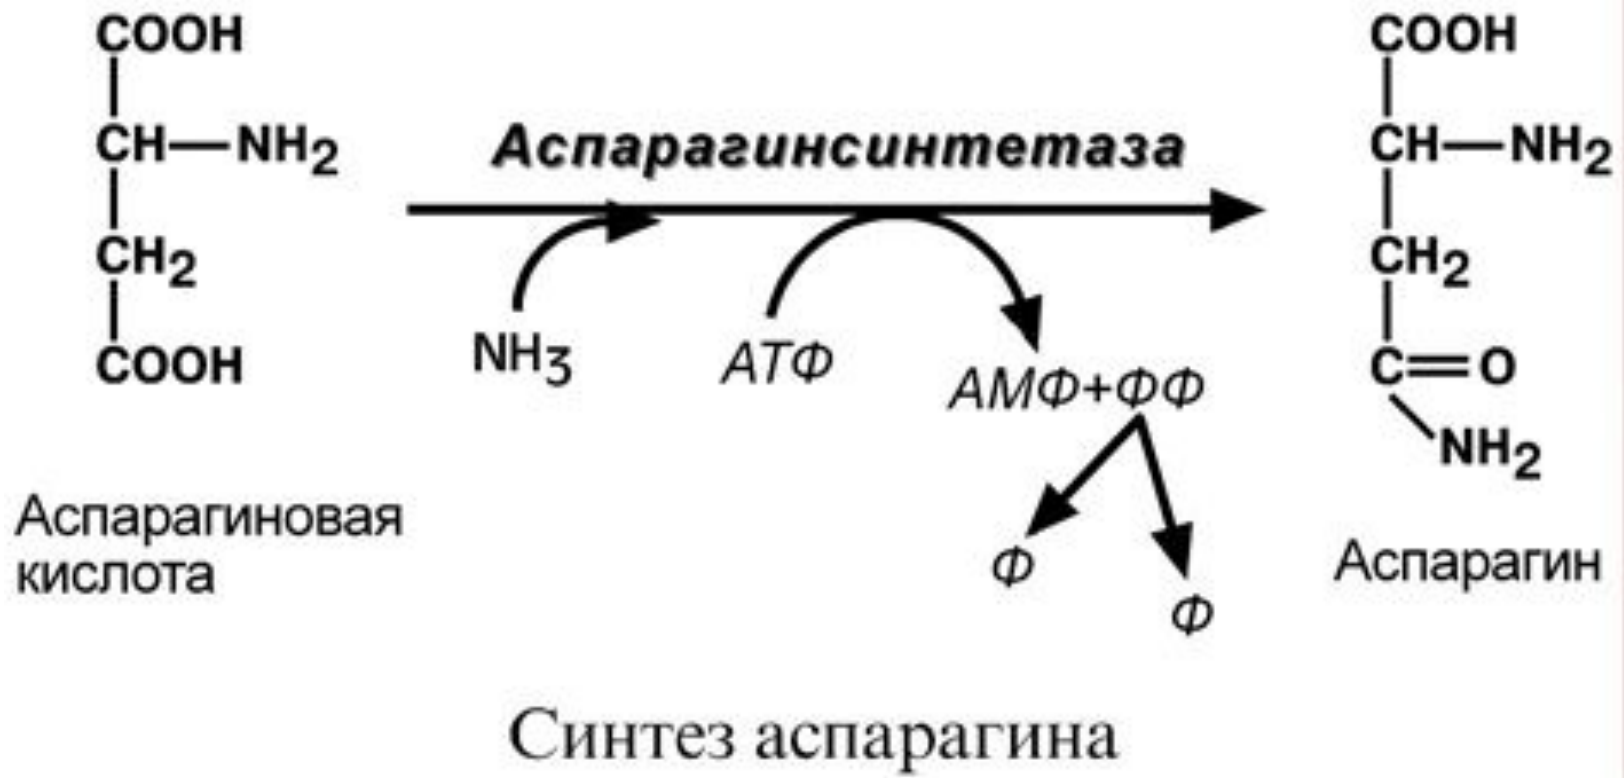 COOH
CH—NH2
CH2
COOH
Аспарагиновая
кислота
Аспарагинсинтетаза
NH3
АТФ
АМФ+ФФ
Ф
Ф
COOH
CH—NH2
CH2
C=O
NH2
Аспарагин
Синтез аспарагина